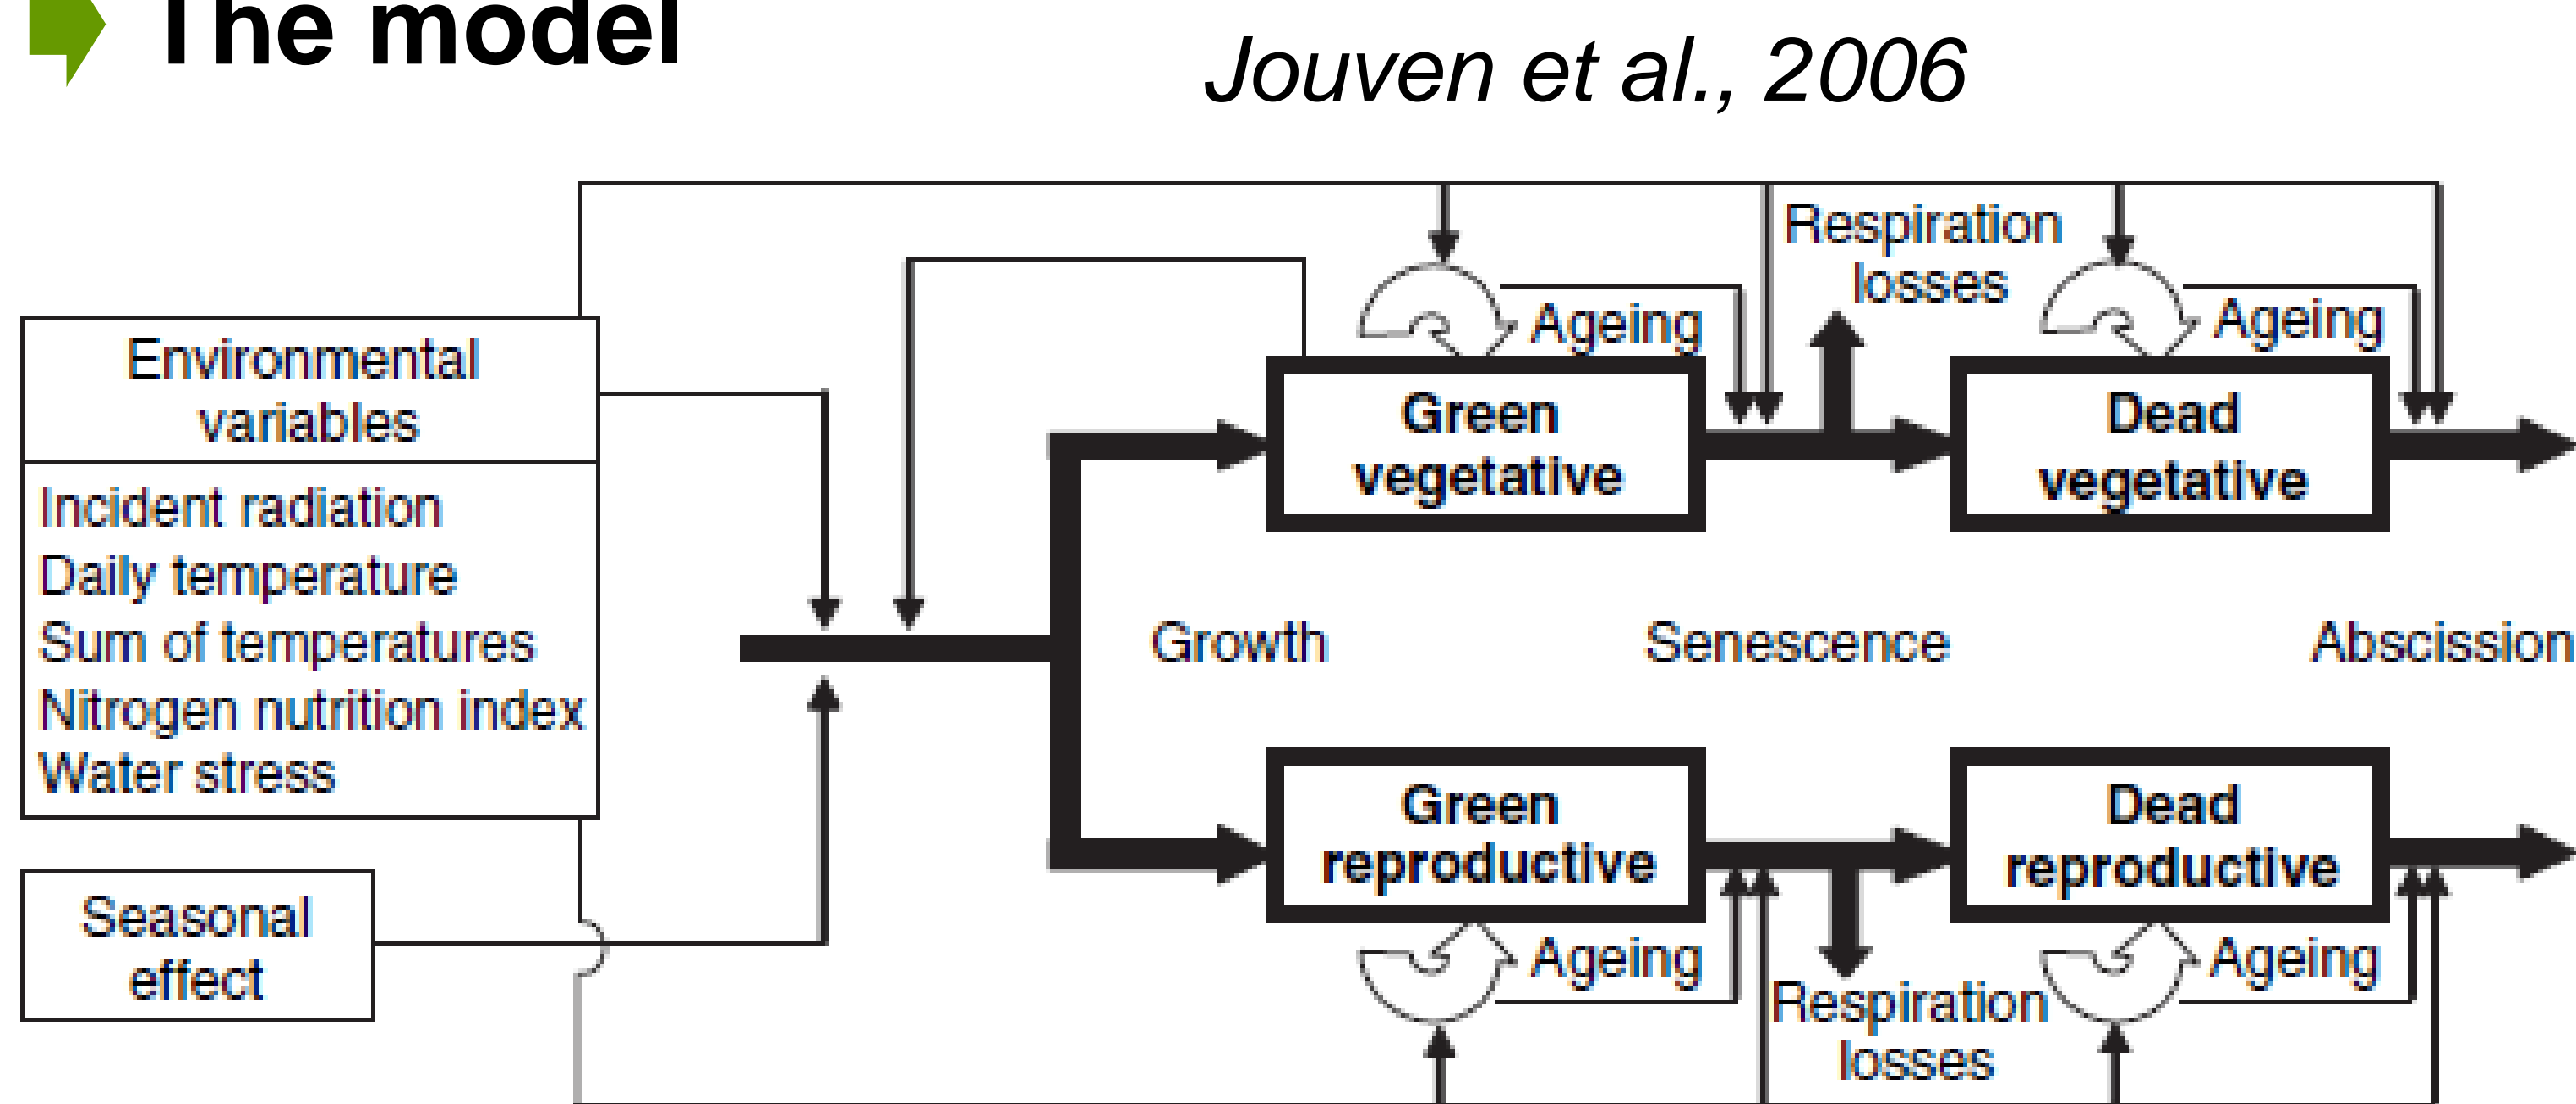 The model
Jouven et al., 2006
Environmental
variables
Incident radiation
Daily temperature
Sum of temperatures
Nitrogen nutrition index
Water stress
Seasonal
effect
Respiration
losses
Ageing
Ageing
Green
vegetative
Dead
vegetative
Growth
Senescence
Abscission
Green
reproductive
Dead
reproductive
Ageing
Ageing
Respiration
losses